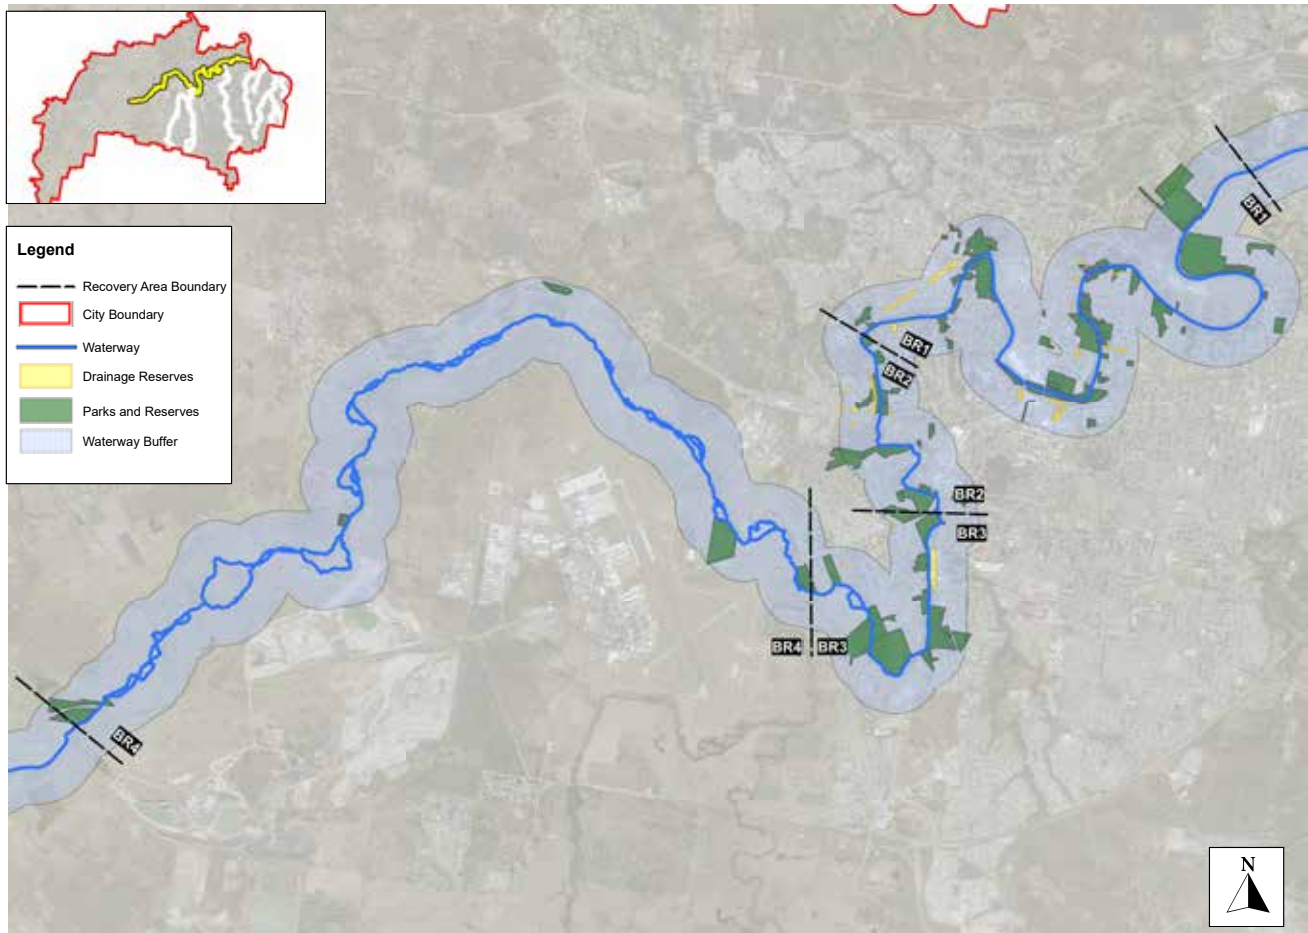 Legend
Recovery Area Boundary
City Boundary
Waterway
Drainage Reserves
Parks and Reserves
Waterway Buffer
BR1
BR1
BR2
BR2
BR3
BR4 BR3
BR4
N